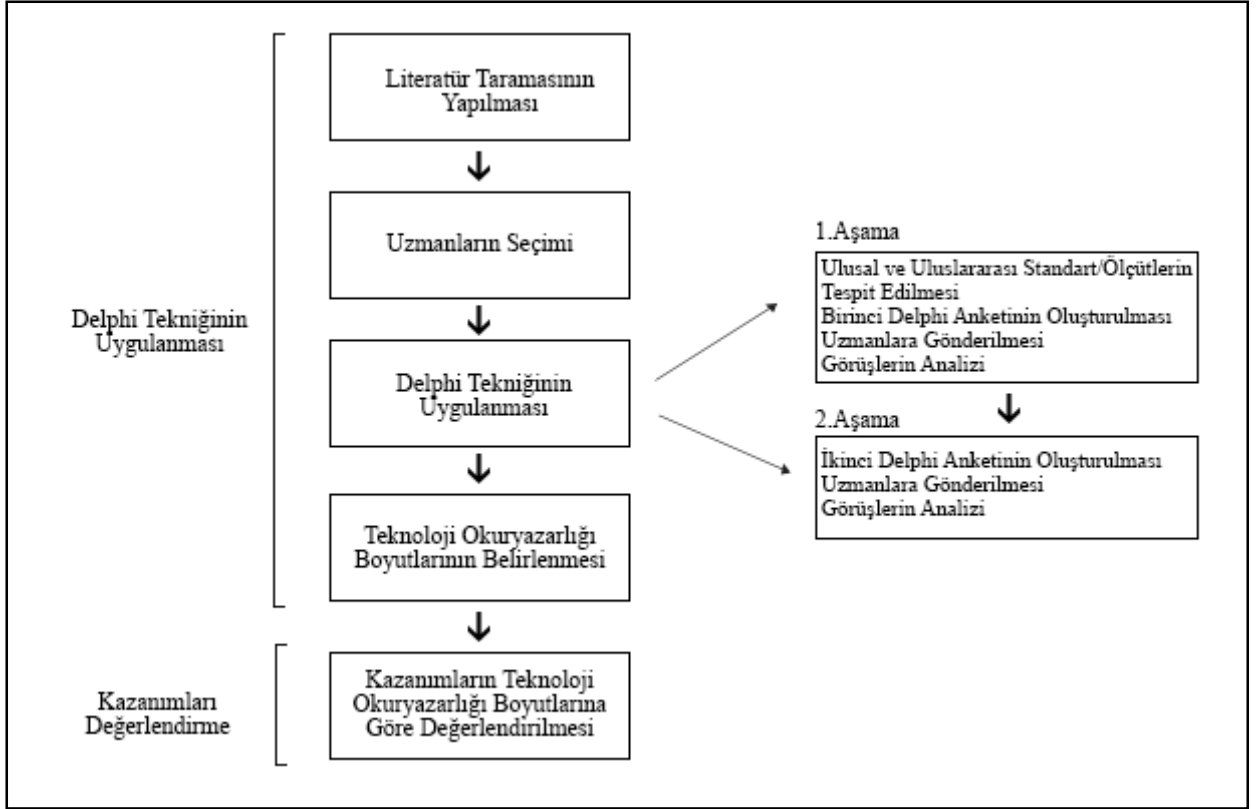 Literatür Taramasının
Yapılması
Uzmanların Seçimi
Delphi Tekniğinin
Uygulanması
Delphi Tekniğinin
Uygulanması
1.Aşama
Ulusal ve Uluslararası Standart/Ölçütlerin
Tespit Edilmesi
Birinci Delphi Anketinin Oluşturulması
Uzmanlara Gönderilmesi
Görüşlerin Analizi
2.Aşama
İkinci Delphi Anketinin Oluşturulması
Uzmanlara Gönderilmesi
Görüşlerin Analizi
Teknoloji Okuryazarlığı
Boyutlarının Belirlenmesi
Kazanımları
Değerlendirme
Kazanımların Teknoloji
Okuryazarlığı Boyutlarına
Göre Değerlendirilmesi